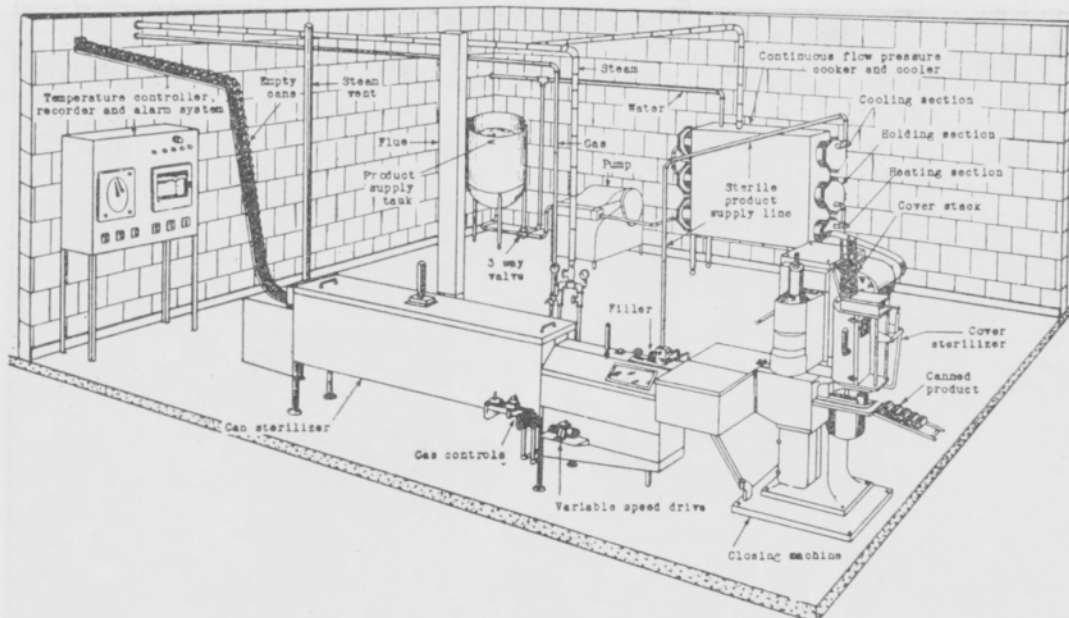 Temperature controller,
recorder and alarm system
Empty
cans
Steam
vent
Flue
Product
supply
tank
3 way
valve
Steam
Water
Gas
Pump
Continuous flow pressure
cooker and cooler
Cooling section
Holding section
Heating section
Cover stack
Sterile
product
supply line
Filler
Cover
sterilizer
Canned
product
Can sterilizer
Gas controls
Variable speed drive
Closing machine